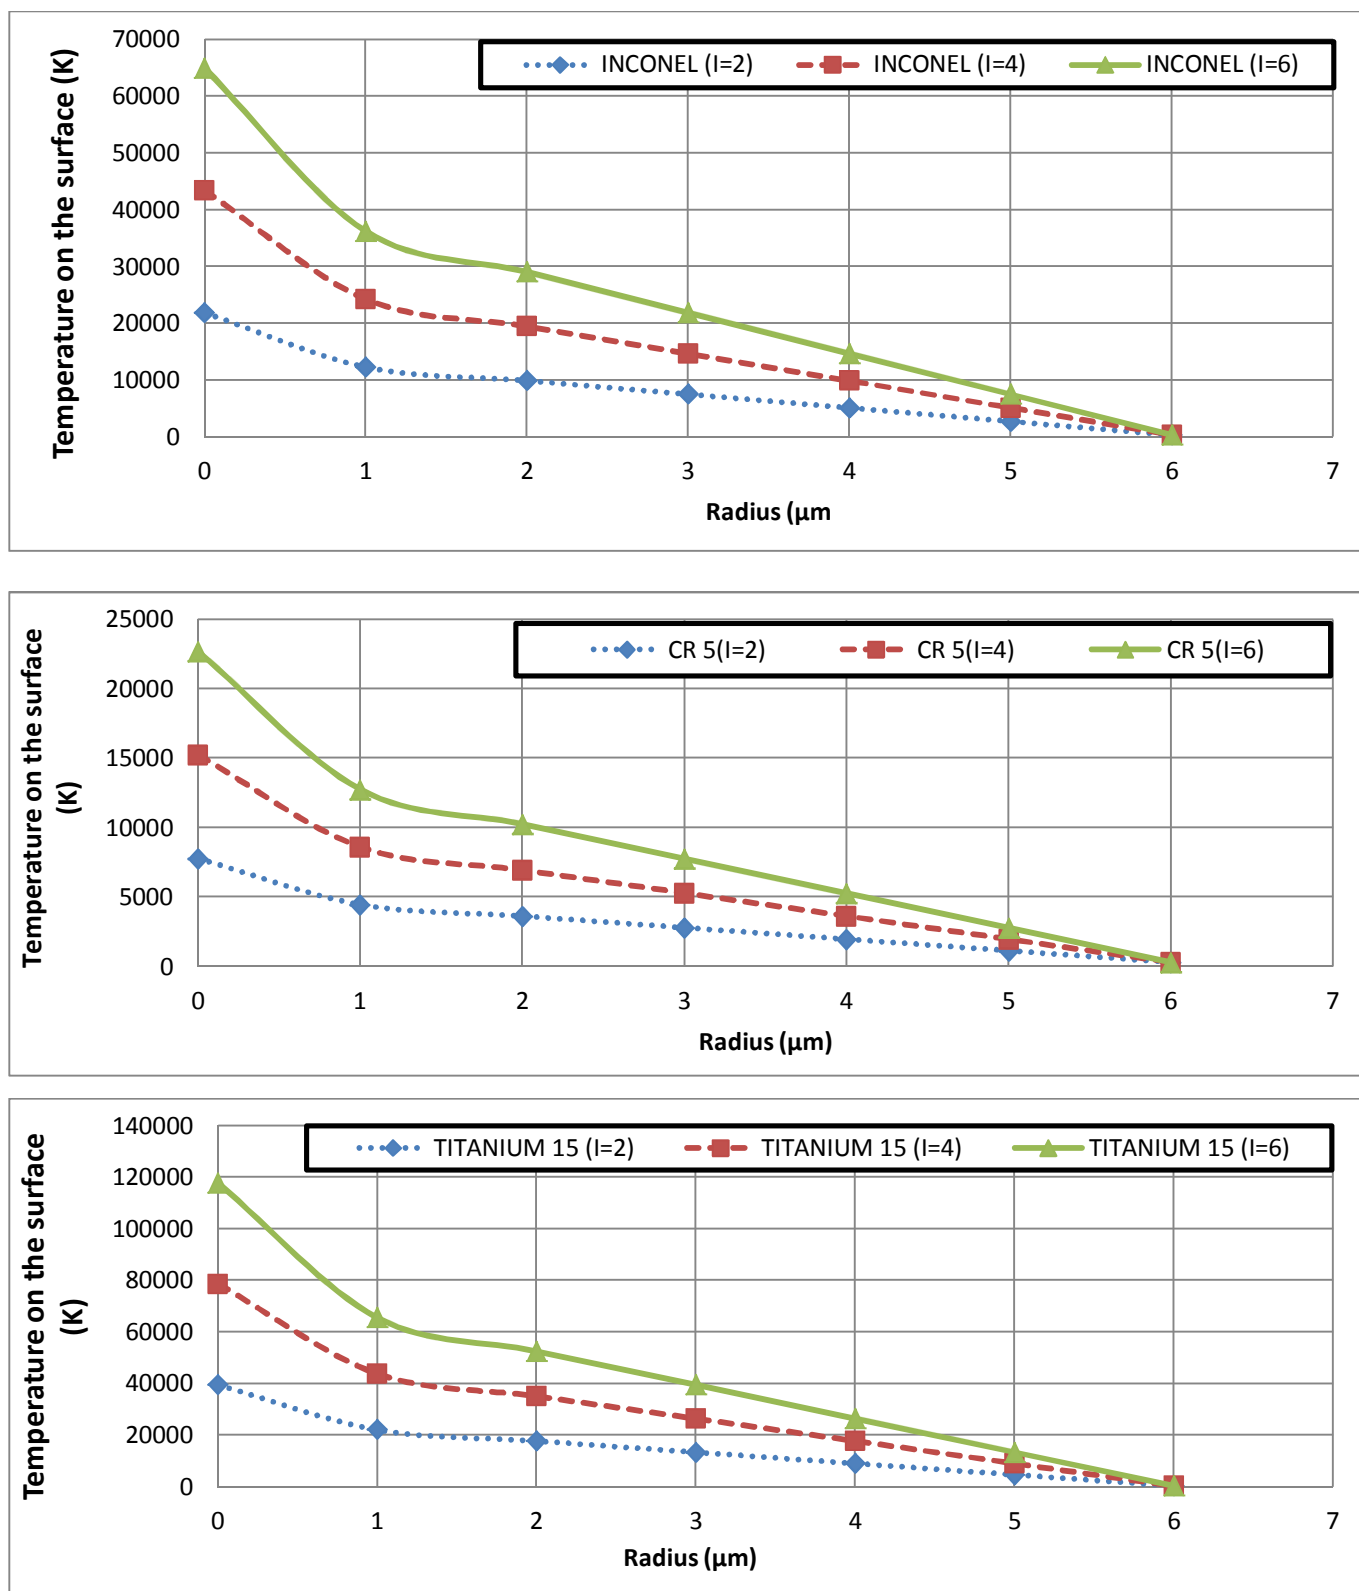 Temperature on the surface (K)
70000
60000
50000
40000
30000
20000
10000
0
INCONEL (I=2) INCONEL (I=4) INCONEL (I=6)
0 1 2 3 4 5 6 7
Radius (µm
Temperature on the surface
(K)
25000
20000
15000
10000
5000
0
CR 5(I=2) CR 5(I=4) CR 5(I=6)
0 1 2 3 4 5 6 7
Radius (µm)
Temperature on the surface
(K)
140000
120000
100000
80000
60000
40000
20000
0
TITANIUM 15 (I=2) TITANIUM 15 (I=4) TITANIUM 15 (I=6)
0 1 2 3 4 5 6 7
Radius (µm)